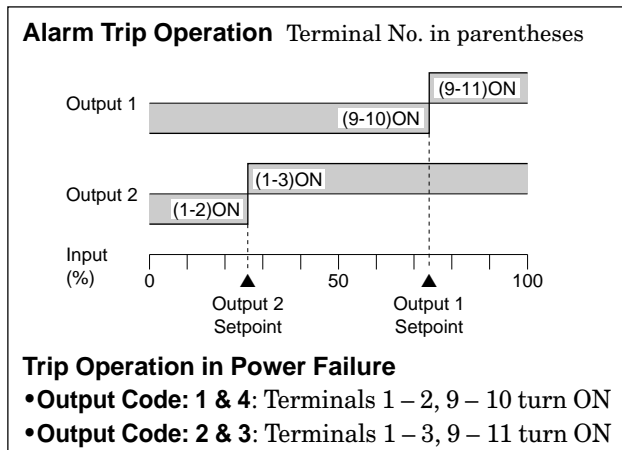 Alarm Trip Operation Terminal No. in parentheses
(9-11)ON
Output 1
(9-10)ON
(1-3)ON
Output 2
(1-2)ON
Input
(%)
0 50 100
Output 2
Setpoint
Output 1
Setpoint
Trip Operation in Power Failure
•Output Code: 1 & 4: Terminals 1 – 2, 9 – 10 turn ON
•Output Code: 2 & 3: Terminals 1 – 3, 9 – 11 turn ON